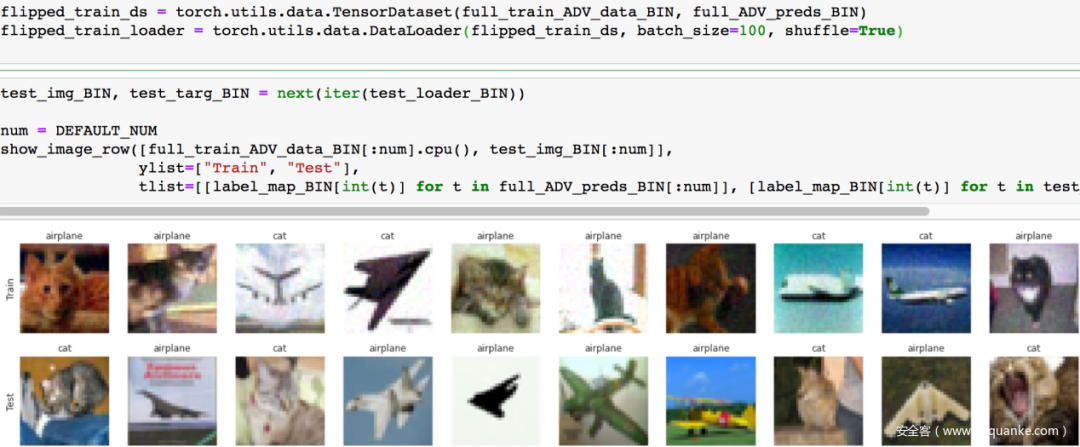 flipped_train_ds = torch.utils.data.TensorDataset(full_train_ADV_data_BIN, full_ADV_preds_BIN)
flipped_train_loader = torch.utils.data.DataLoader(flipped_train_ds, batch_size=100, shuffle=True)
test_img_BIN, test_targ_BIN = next(iter(test_loader_BIN))
num = DEFAULT_NUM
show_image_row([full_train_ADV_data_BIN[:num].cpu(), test_img_BIN[:num]],
ylist=["Train", "Test"],
tlist=[[label_map_BIN[int(t)] for t in full_ADV_preds_BIN[:num]], [label_map_BIN[int(t)] for t in test
airplane airplane cat cat airplane airplane airplane cat cat airplane
Train
cat airplane cat airplane airplane airplane airplane cat airplane cat
Test
安全客（www.
quanke.com）